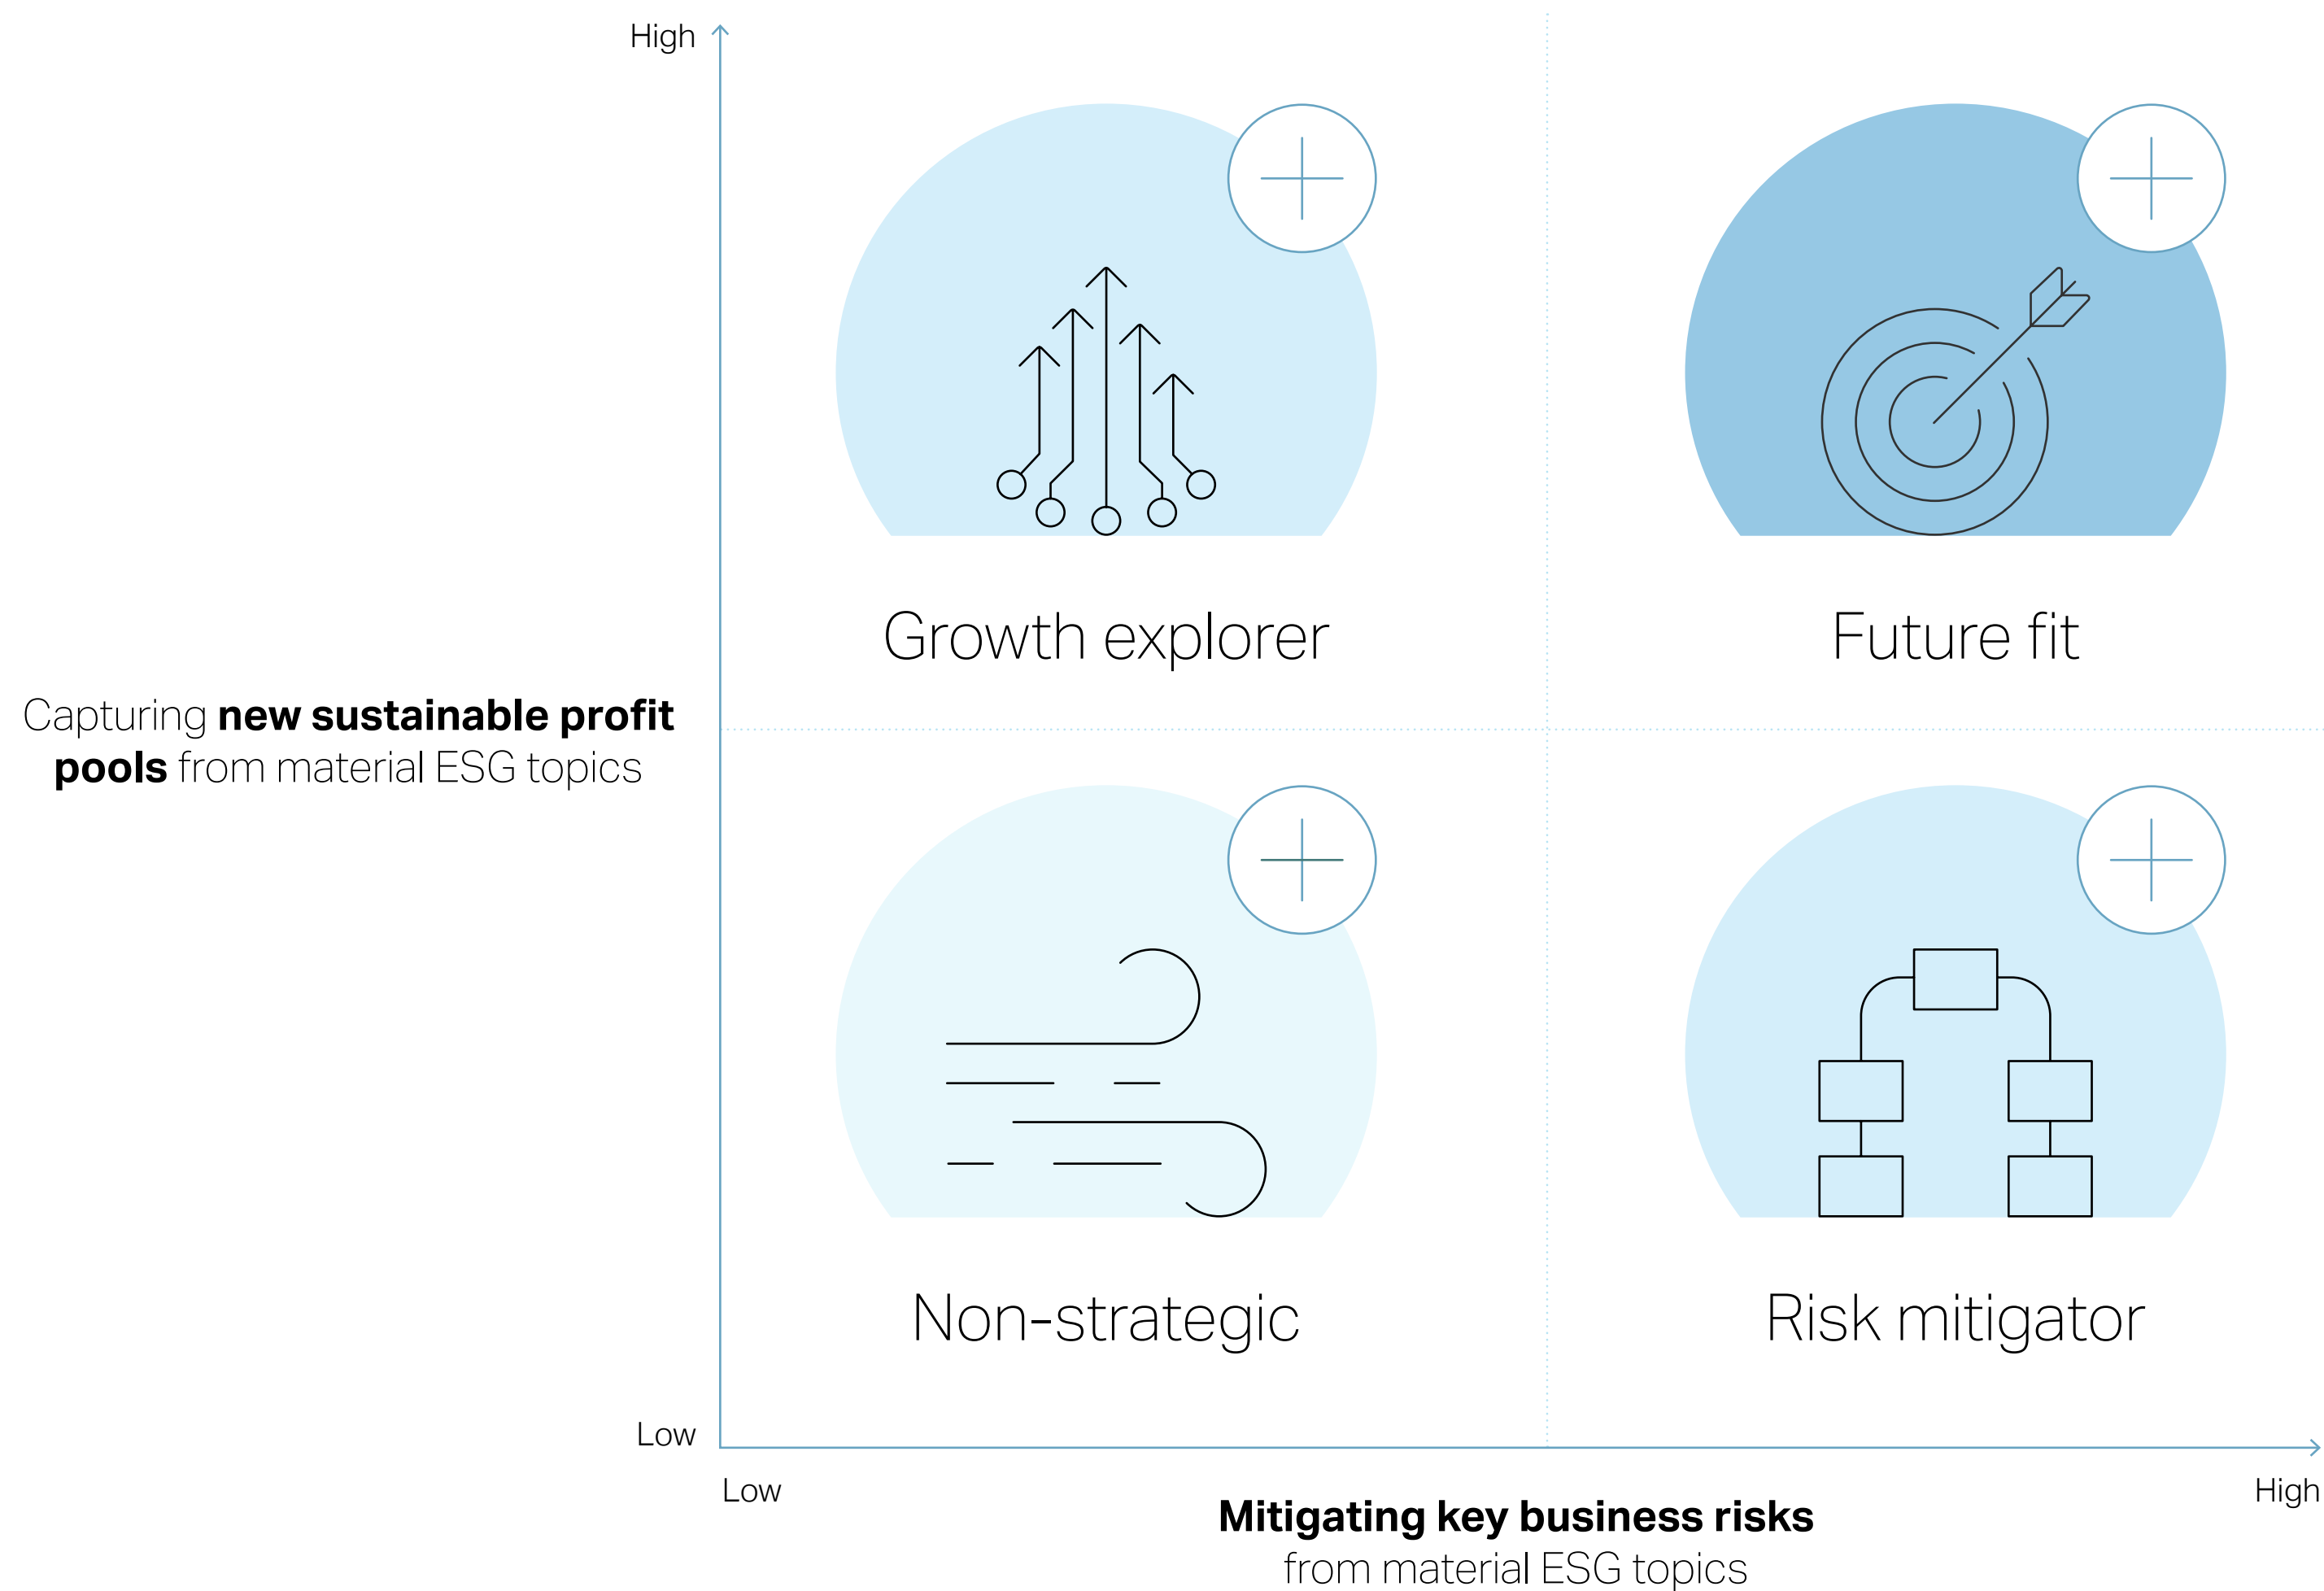 High
Growth explorer
Future fit
Capturing new sustainable profit
pools from material ESG topics
Non-strategic
Risk mitigator
Low
Low
High
Mitigating key business risks
from material ESG topics